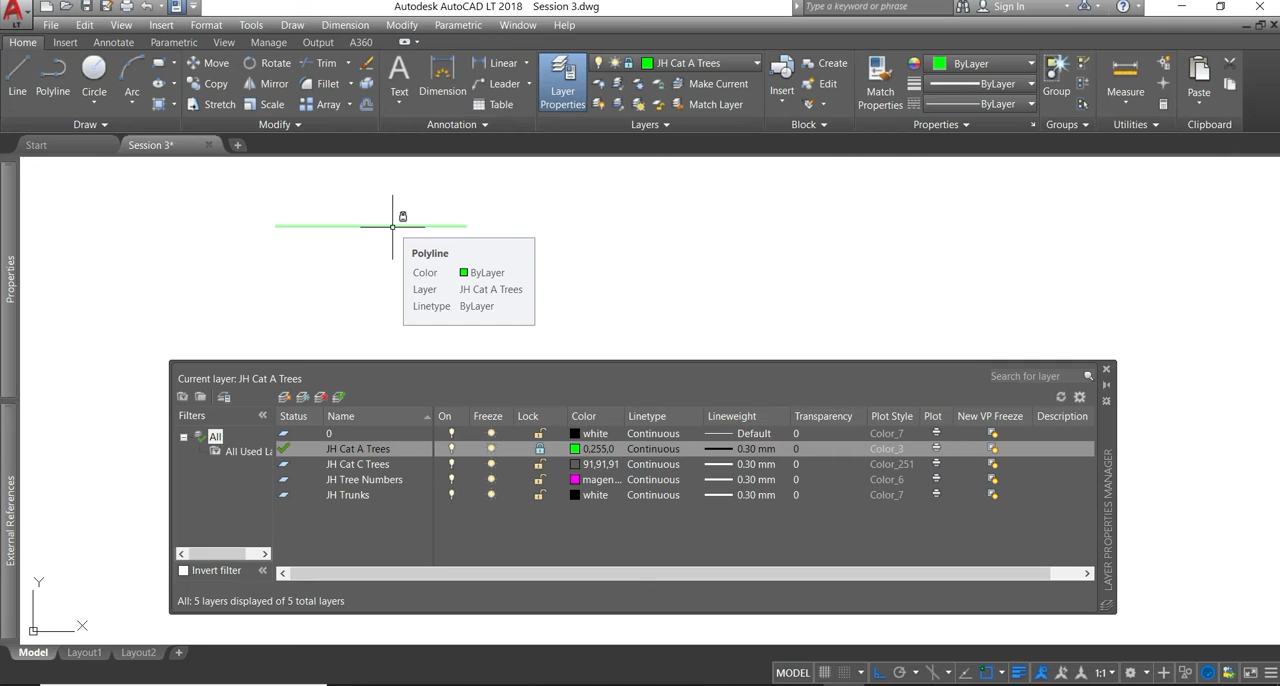 Autodesk AutoCAD LT 2018 Session 3.dwg
Type a keyword or phrase
Sign In
LT
File Edit View Insert Format Tools Draw Dimension Modify Parametric Window Help
Home Insert Annotate Parametric View Manage Output A360
Line Polyline Circle Arc
Move Rotate Trim
Copy Mirror Fillet
Stretch Scale Array
Text Dimension
Linear
Leader
Table
Layer Properties
JH Cat A Trees
Make Current
Match Layer
Insert
Create
Edit
Match Properties
ByLayer
ByLayer
ByLayer
Group
Measure
Paste
Draw Modify Annotation Layers Block Properties Groups Utilities Clipboard
Start Session 3*
Properties
External References
Polyline
Color ByLayer
Layer JH Cat A Trees
Linetype ByLayer
Current layer: JH Cat A Trees
Search for layer
Filters
Status Name On Freeze Lock Color Linetype Lineweight Transparency Plot Style Plot New VP Freeze Description
All
All Used La
0 white Continuous Default 0 Color_7
JH Cat A Trees 0,255,0 Continuous 0.30 mm 0 Color_3
JH Cat C Trees 91,91,91 Continuous 0.30 mm 0 Color_251
JH Tree Numbers magen... Continuous 0.30 mm 0 Color_6
JH Trunks white Continuous 0.30 mm 0 Color_7
Invert filter
All: 5 layers displayed of 5 total layers
LAYER PROPERTIES MANAGER
Y
X
Model Layout1 Layout2
MODEL
1:1